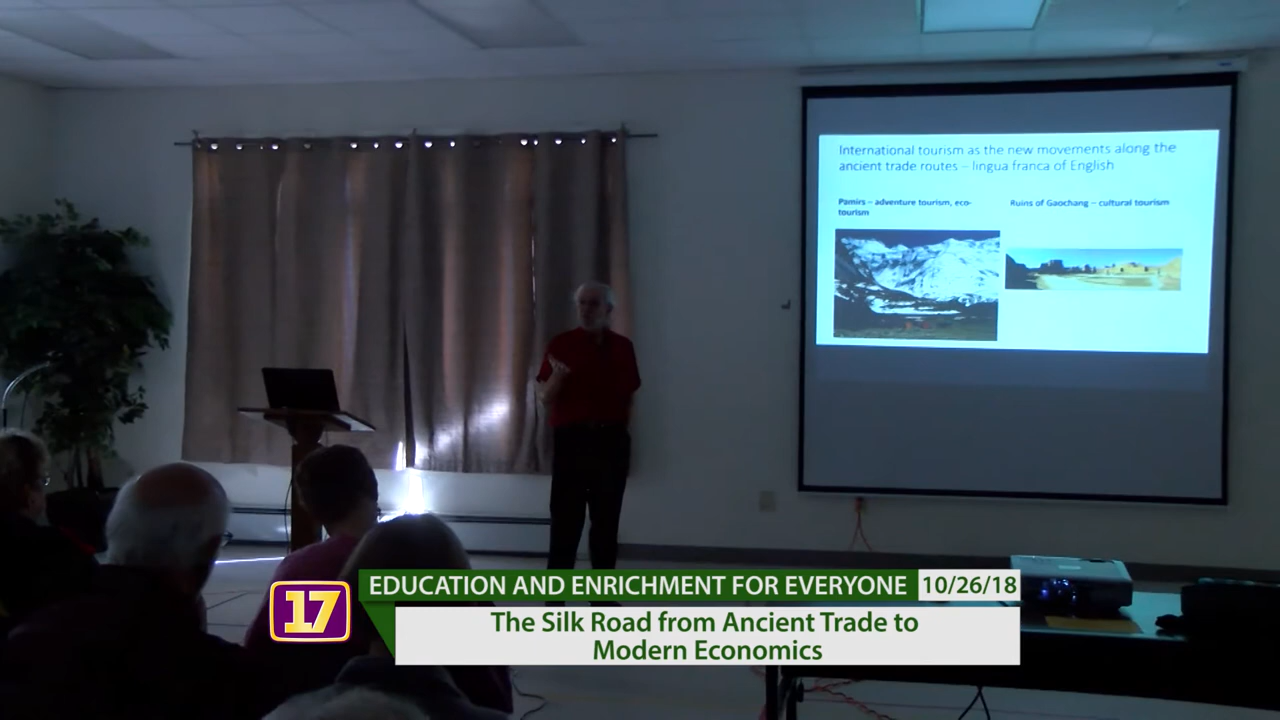 International tourism as the new movements along the
ancient trade routes – lingua franca of English
Pamirs – adventure tourism, eco-
tourism
Ruins of Gaochang – cultural tourism
17
EDUCATION AND ENRICHMENT FOR EVERYONE
10/26/18
The Silk Road from Ancient Trade to
Modern Economics